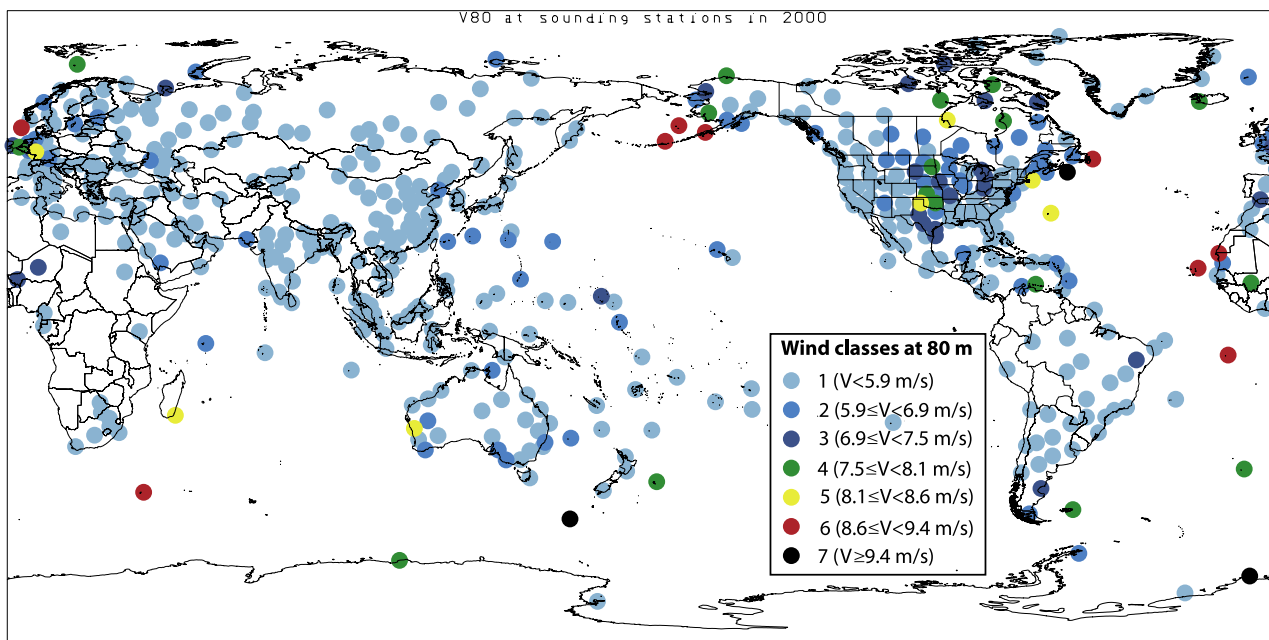 V80 at sounding stations in 2000
Wind classes at 80 m
1 (V<5.9 m/s)
2 (5.9≤V<6.9 m/s)
3 (6.9≤V<7.5 m/s)
4 (7.5≤V<8.1 m/s)
5 (8.1≤V<8.6 m/s)
6 (8.6≤V<9.4 m/s)
7 (V≥9.4 m/s)